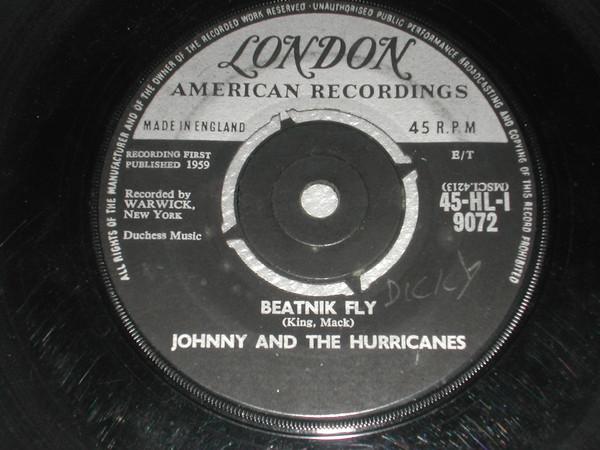 ALL RIGHTS OF THE MANUFACTURER AND OF THE OWNER OF THE RECORDED WORK RESERVED · UNAUTHORISED PUBLIC PERFORMANCE BROADCASTING AND COPYING OF THIS RECORD PROHIBITED
LONDON
AMERICAN RECORDINGS
MADE IN ENGLAND
45 R.P.M
RECORDING FIRST
PUBLISHED 1959
E/T
Recorded by
WARWICK,
New York
(MSC1.4213)
45-HL-I
9072
Duchess Music
DICKY
BEATNIK FLY
(King, Mack)
JOHNNY AND THE HURRICANES